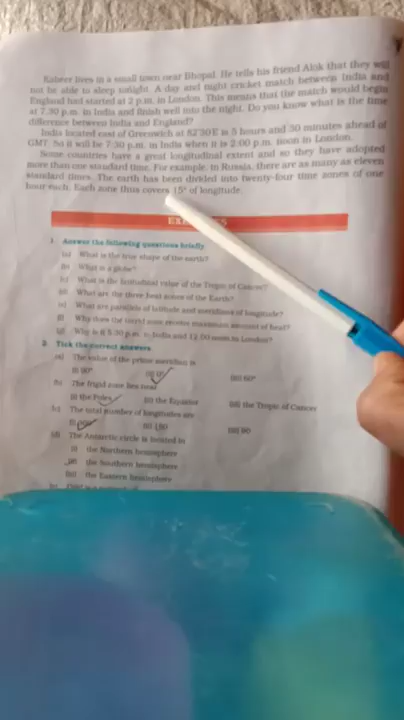 Kabeer lives in a small town near Bhopal. He tells his friend Alok that they will
not be able to sleep tonight. A day and night cricket match between India and
England had started at 2 p.m. in London. This means that the match would begin
at 7.30 p.m. in India and finish well into the night. Do you know what is the time
difference between India and England?
India located east of Greenwich at 82°30'E is 5 hours and 30 minutes ahead of
GMT. So it will be 7:30 p.m. in India when it is 2:00 p.m. noon in London.
Some countries have a great longitudinal extent and so they have adopted
more than one standard time. For example, in Russia, there are as many as eleven
standard times. The earth has been divided into twenty-four time zones of one
hour each. Each zone thus covers 15° of longitude.
1. Answer the following questions briefly
(a) What is the true shape of the earth?
(b) What is a globe?
(c) What is the latitudinal value of the Tropic of Cancer?
(d) What are the three heat zones of the Earth?
(e) What are parallels of latitude and meridians of longitude?
(f) Why does the torrid zone receive maximum amount of heat?
(g) Why is it 5.30 p.m. in India and 12.00 noon in London?
2. Tick the correct answers
(a) The value of the prime meridian is
(i) 90° (ii) 0° (iii) 60°
(b) The frigid zone lies near
(i) the Poles (ii) the Equator (iii) the Tropic of Cancer
(c) The total number of longitudes are
(i) (ii) 180 (iii) 90
(d) The Antarctic circle is located in
(i) the Northern hemisphere
(ii) the Southern hemisphere
(iii) the Eastern hemisphere